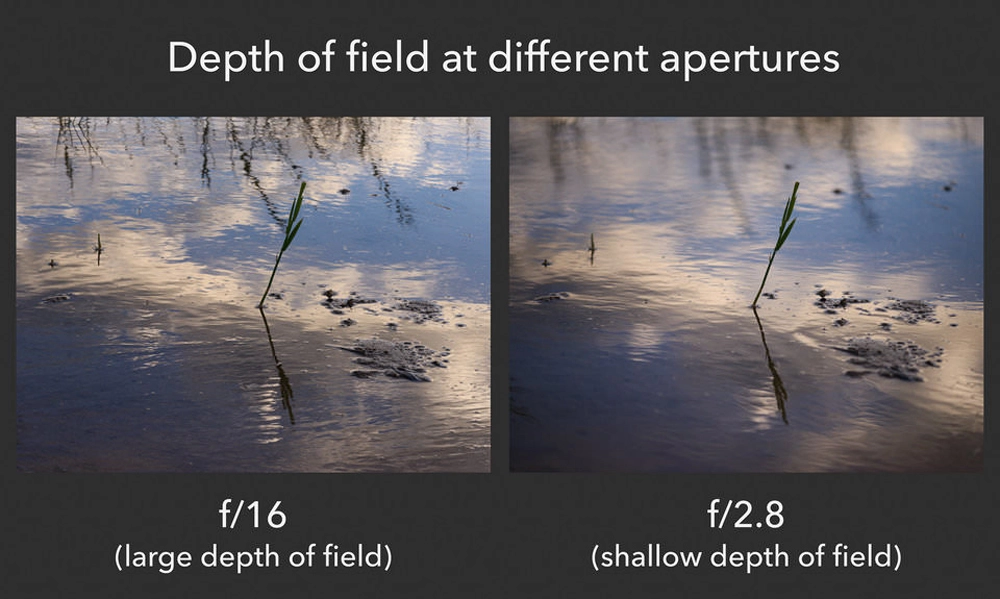 Depth of field at different apertures
f/16
(large depth of field)
f/2.8
(shallow depth of field)